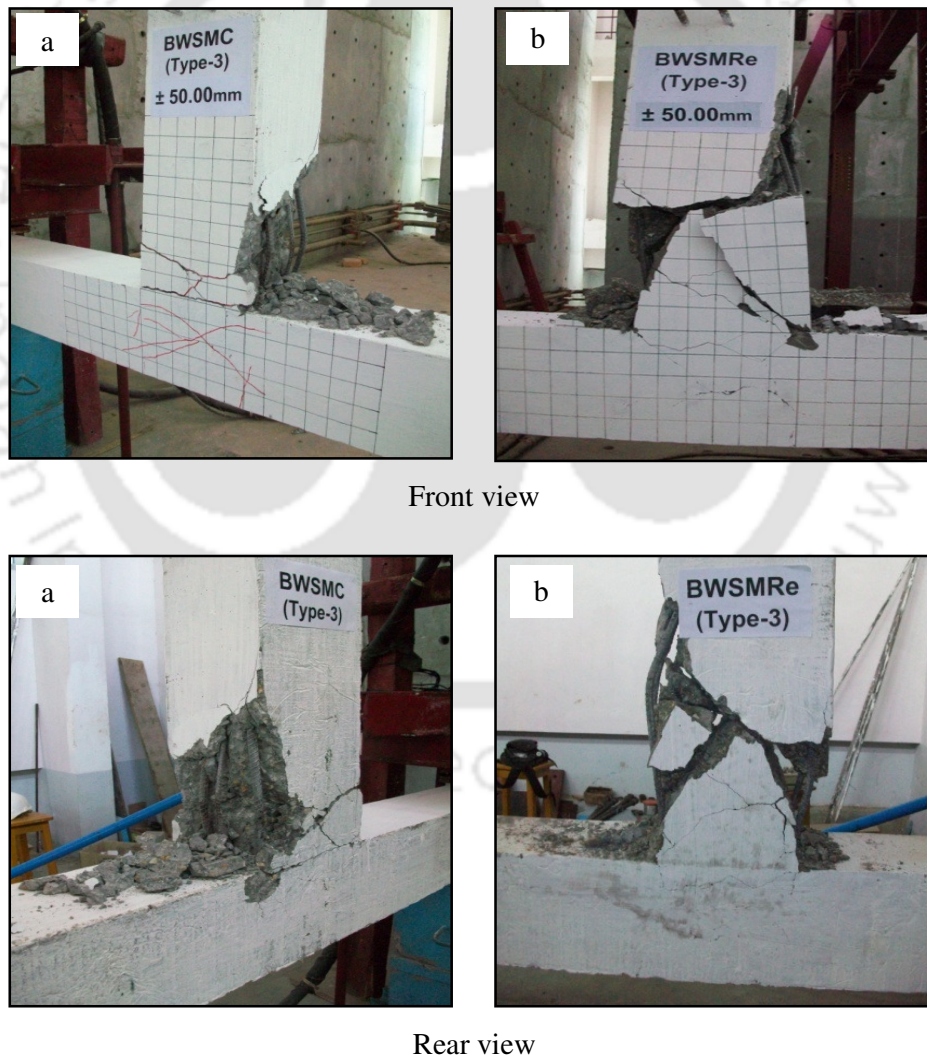 a
BWSMC
(Type-3)
± 50.00mm
b
BWSMRe
(Type-3)
± 50.00mm
Front view
a
BWSMC
(Type-3)
b
BWSMRe
(Type-3)
Rear view